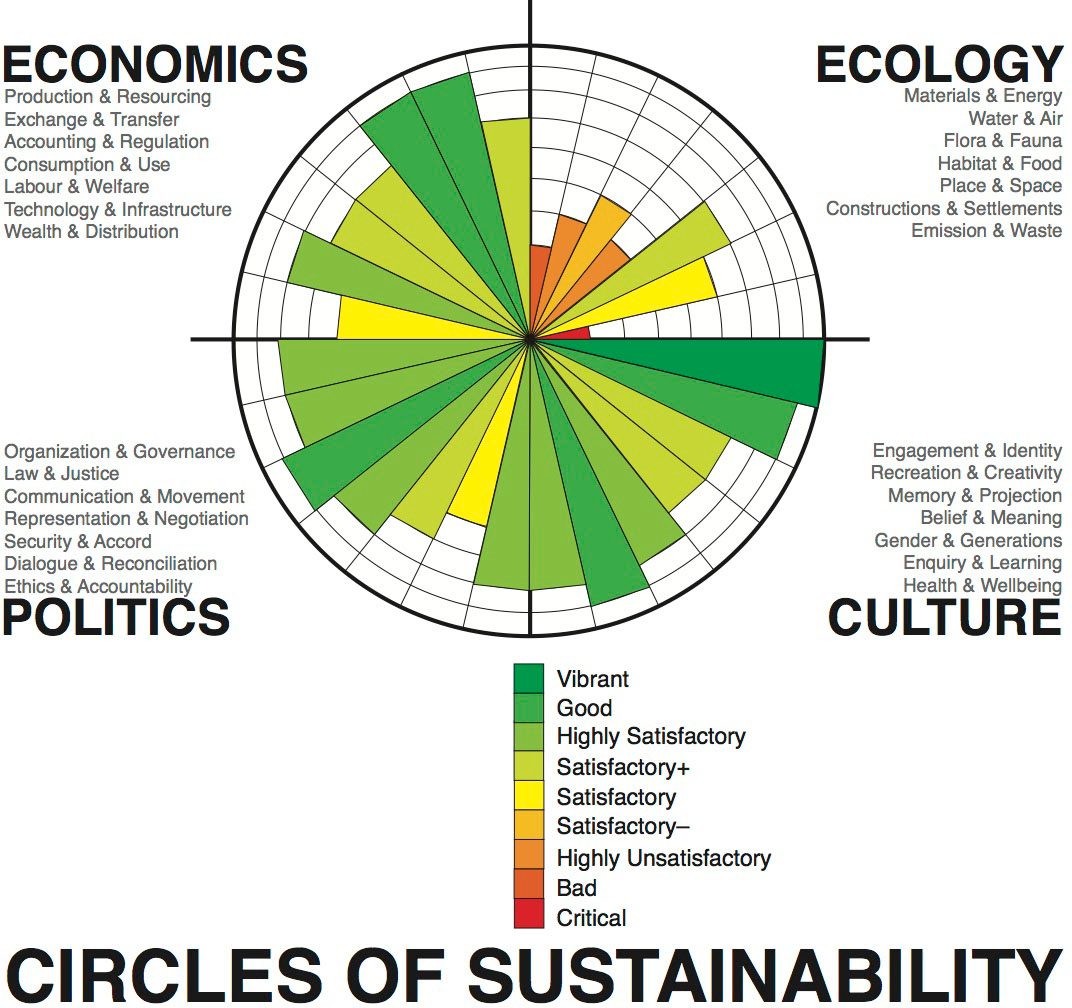 ECONOMICS
Production & Resourcing
Exchange & Transfer
Accounting & Regulation
Consumption & Use
Labour & Welfare
Technology & Infrastructure
Wealth & Distribution
ECOLOGY
Materials & Energy
Water & Air
Flora & Fauna
Habitat & Food
Place & Space
Constructions & Settlements
Emission & Waste
Organization & Governance
Law & Justice
Communication & Movement
Representation & Negotiation
Security & Accord
Dialogue & Reconciliation
Ethics & Accountability
POLITICS
Engagement & Identity
Recreation & Creativity
Memory & Projection
Belief & Meaning
Gender & Generations
Enquiry & Learning
Health & Wellbeing
CULTURE
Vibrant
Good
Highly Satisfactory
Satisfactory+
Satisfactory
Satisfactory–
Highly Unsatisfactory
Bad
Critical
CIRCLES OF SUSTAINABILITY